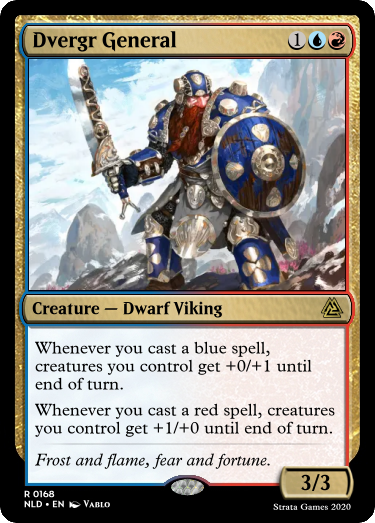 Dvergr General 1
Creature — Dwarf Viking
Whenever you cast a blue spell,
creatures you control get +0/+1 until
end of turn.
Whenever you cast a red spell, creatures
you control get +1/+0 until end of turn.
Frost and flame, fear and fortune.
3/3
R 0168
NLD • EN Vablo
Strata Games 2020